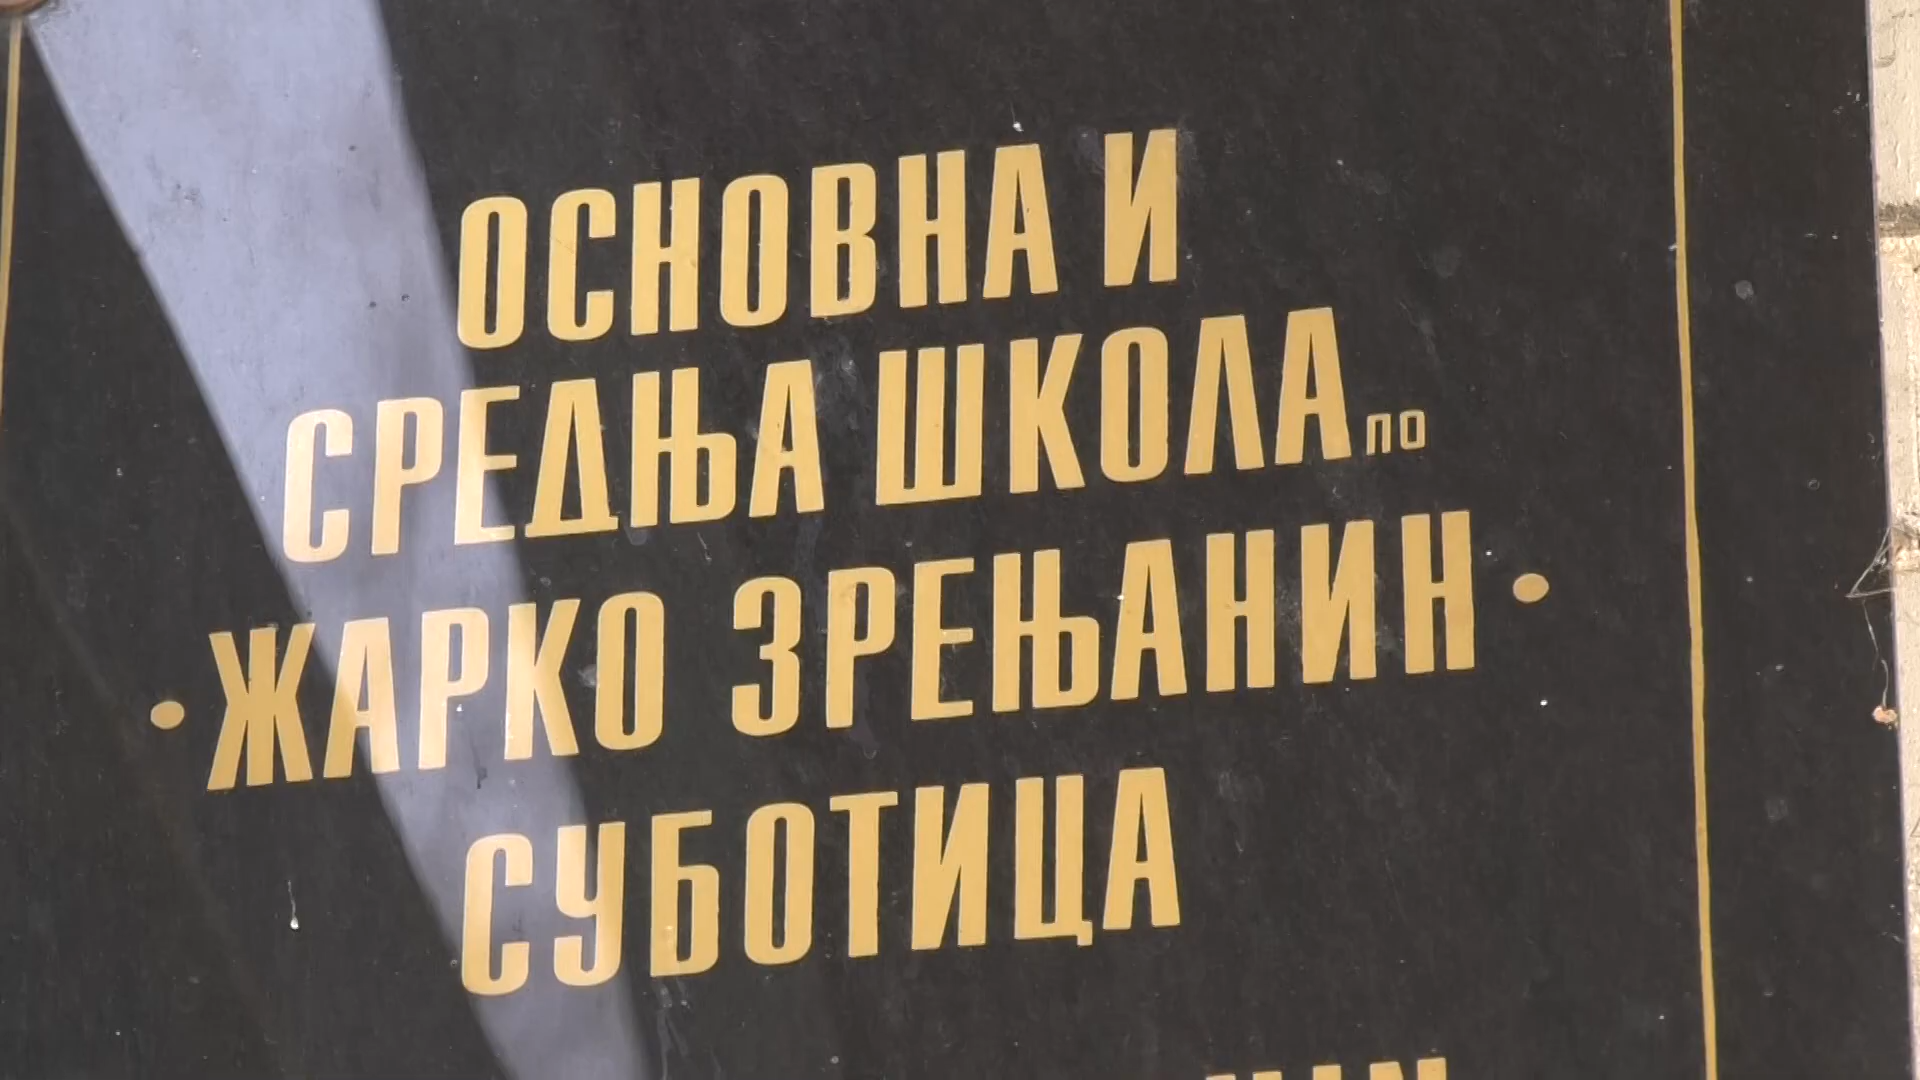 ОСНОВНА И
СРЕДЊА ШКОЛА ПО
• ЖАРКО ЗРЕЊАНИН •
СУБОТИЦА